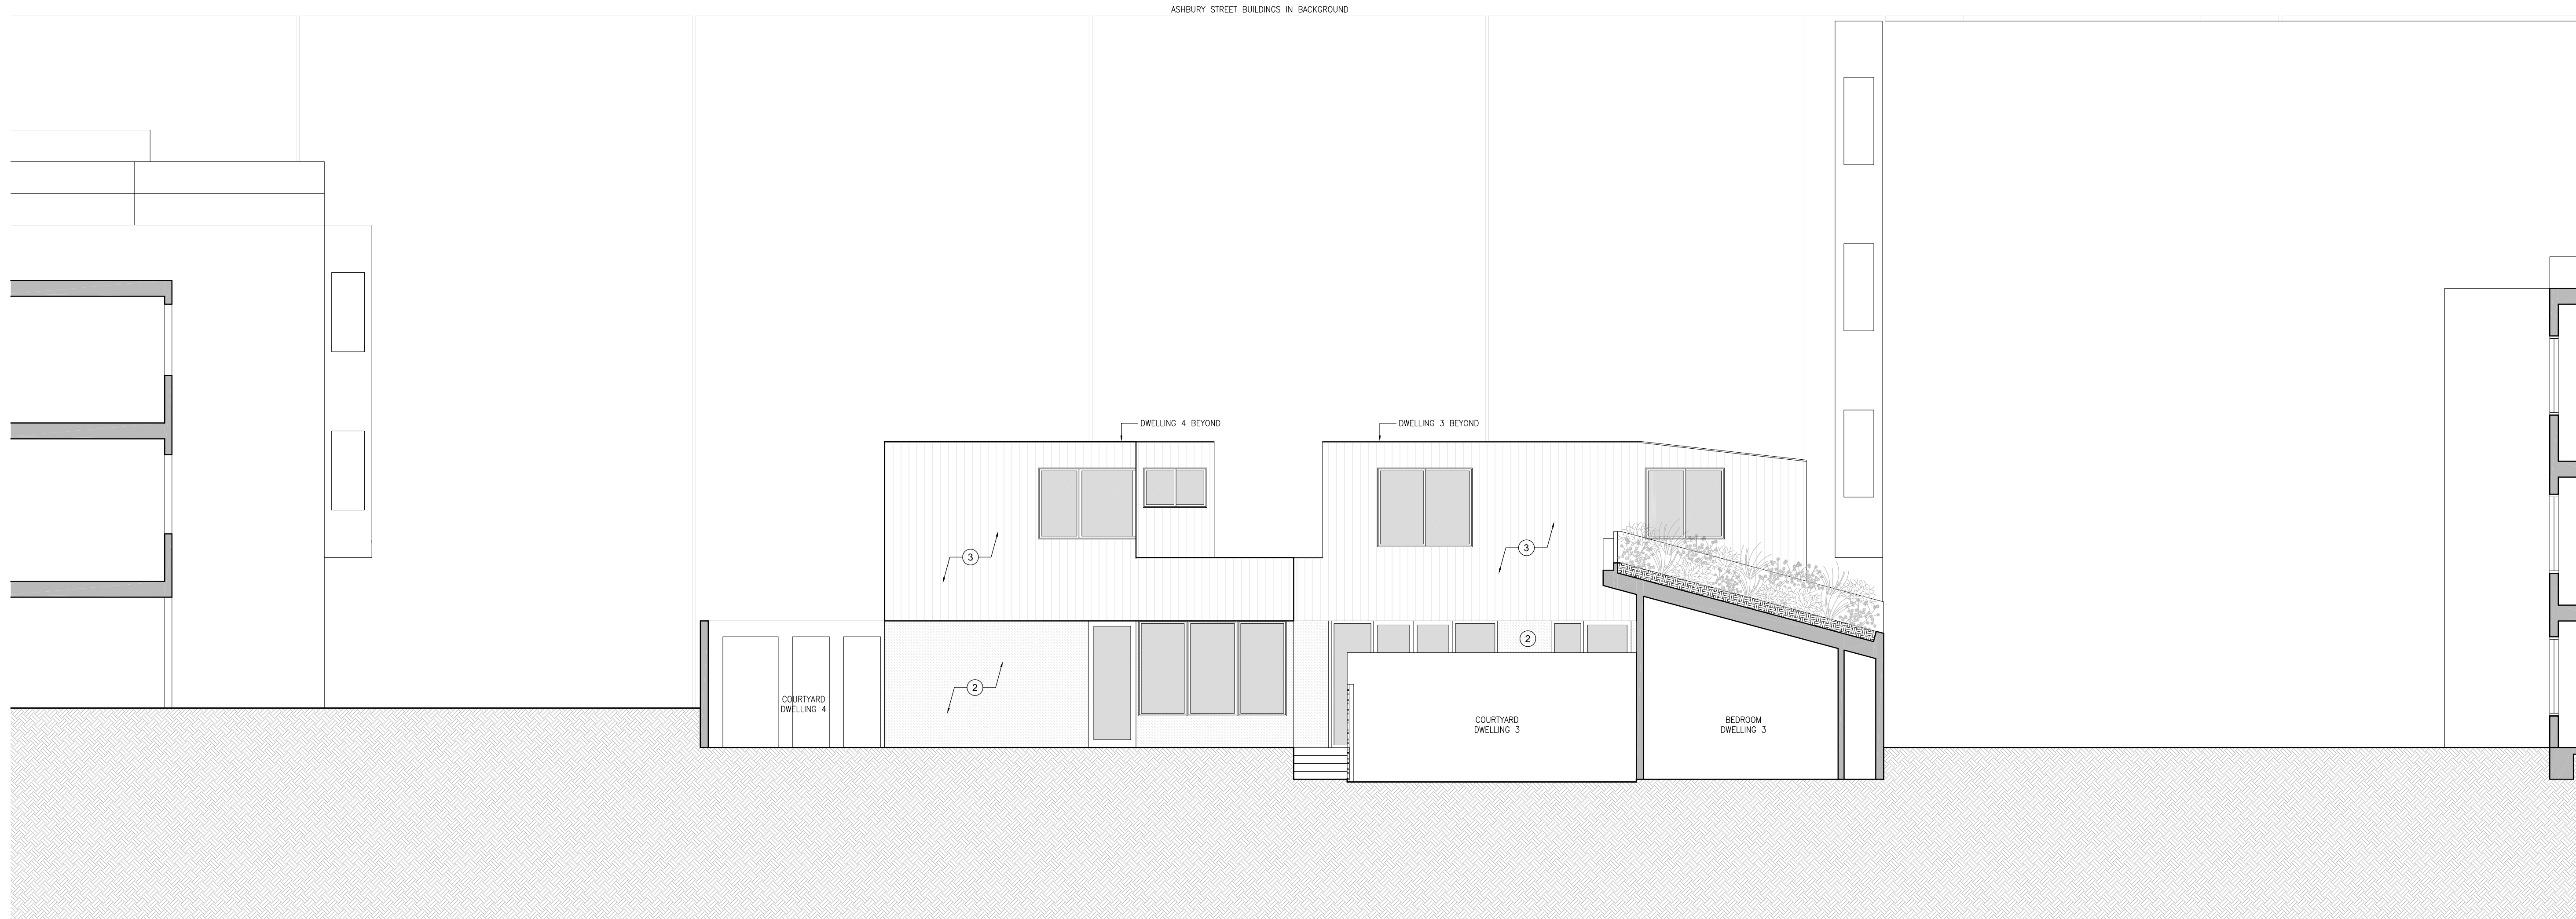 ASHBURY STREET BUILDINGS IN BACKGROUND
DWELLING 4 BEYOND
DWELLING 3 BEYOND
3
3
2
2
COURTYARD
DWELLING 4
COURTYARD
DWELLING 3
BEDROOM
DWELLING 3